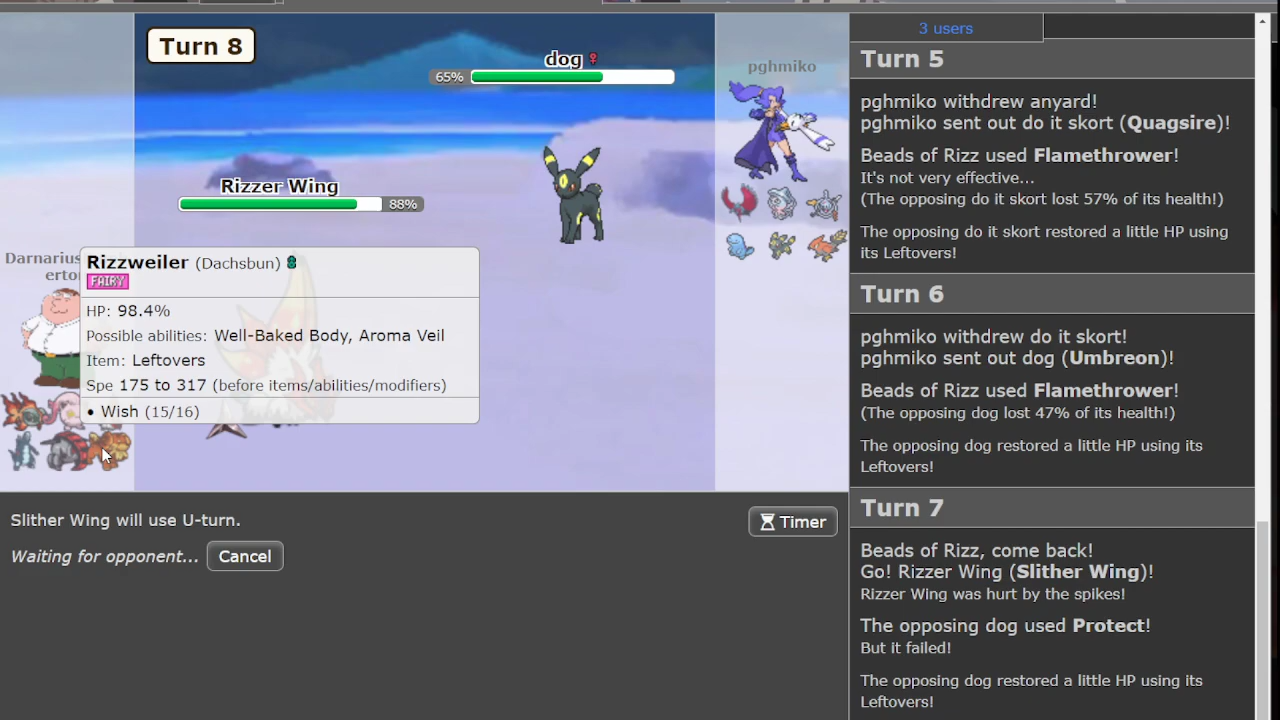 Turn 8
dog
65%
pghmiko
Rizzer Wing
88%
Darnarius
erto
Rizzweiler (Dachsbun)
FAIRY
HP: 98.4%
Possible abilities: Well-Baked Body, Aroma Veil
Item: Leftovers
Spe 175 to 317 (before items/abilities/modifiers)
• Wish (15/16)
Slither Wing will use U-turn.
Waiting for opponent... Cancel
Timer
3 users
Turn 5
pghmiko withdrew anyard!
pghmiko sent out do it skort (Quagsire)!
Beads of Rizz used Flamethrower!
It's not very effective...
(The opposing do it skort lost 57% of its health!)
The opposing do it skort restored a little HP using
its Leftovers!
Turn 6
pghmiko withdrew do it skort!
pghmiko sent out dog (Umbreon)!
Beads of Rizz used Flamethrower!
(The opposing dog lost 47% of its health!)
The opposing dog restored a little HP using its
Leftovers!
Turn 7
Beads of Rizz, come back!
Go! Rizzer Wing (Slither Wing)!
Rizzer Wing was hurt by the spikes!
The opposing dog used Protect!
But it failed!
The opposing dog restored a little HP using its
Leftovers!